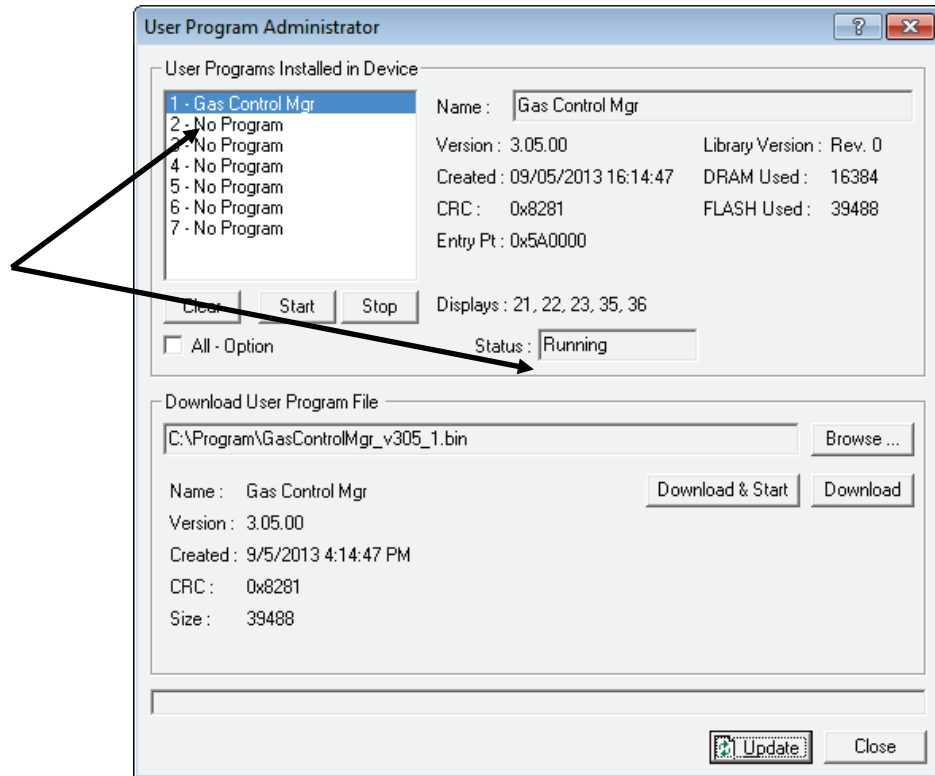 User Program Administrator
User Programs Installed in Device
1 - Gas Control Mgr
2 - No Program
3 - No Program
4 - No Program
5 - No Program
6 - No Program
7 - No Program
Name : Gas Control Mgr
Version : 3.05.00 Library Version : Rev. 0
Created : 09/05/2013 16:14:47 DRAM Used : 16384
CRC : 0x8281 FLASH Used : 39488
Entry Pt : 0x5A0000
Clear Start Stop Displays : 21, 22, 23, 35, 36
All - Option Status : Running
Download User Program File
C:\Program\GasControlMgr_v305_1.bin Browse ...
Name : Gas Control Mgr Download & Start Download
Version : 3.05.00
Created : 9/5/2013 4:14:47 PM
CRC : 0x8281
Size : 39488
Update Close